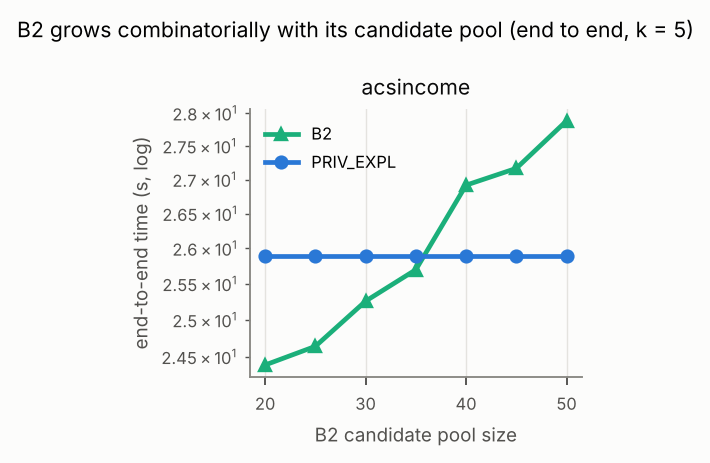 B2 grows combinatorially with its candidate pool (end to end, k = 5)
acsincome
2.8 × 10¹
2.75 × 10¹
2.7 × 10¹
2.65 × 10¹
2.6 × 10¹
2.55 × 10¹
2.5 × 10¹
2.45 × 10¹
end-to-end time (s, log)
B2
PRIV_EXPL
20 30 40 50
B2 candidate pool size